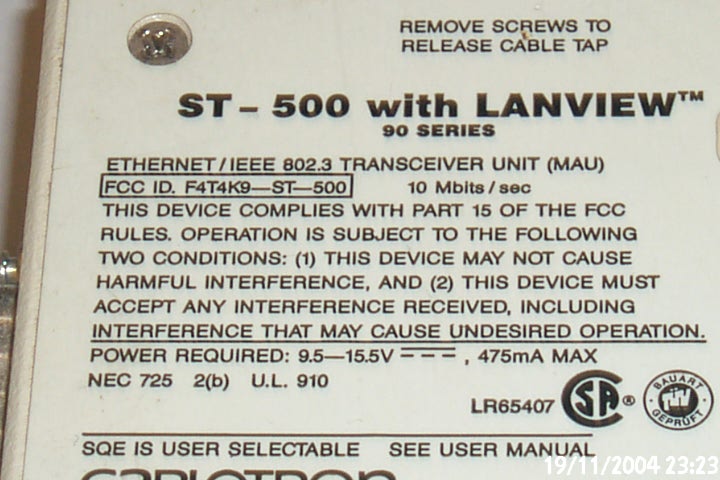 REMOVE SCREWS TO
RELEASE CABLE TAP
ST – 500 with LANVIEW™
90 SERIES
ETHERNET / IEEE 802.3 TRANSCEIVER UNIT (MAU)
FCC ID. F4T4K9—ST—500 10 Mbits / sec
THIS DEVICE COMPLIES WITH PART 15 OF THE FCC
RULES. OPERATION IS SUBJECT TO THE FOLLOWING
TWO CONDITIONS: (1) THIS DEVICE MAY NOT CAUSE
HARMFUL INTERFERENCE, AND (2) THIS DEVICE MUST
ACCEPT ANY INTERFERENCE RECEIVED, INCLUDING
INTERFERENCE THAT MAY CAUSE UNDESIRED OPERATION.
POWER REQUIRED: 9.5—15.5V ⎓ , 475mA MAX
NEC 725 2(b) U.L. 910
LR65407 SA ® BAUART GEPRÜFT
SQE IS USER SELECTABLE SEE USER MANUAL
CABLETRON
19/11/2004 23:23